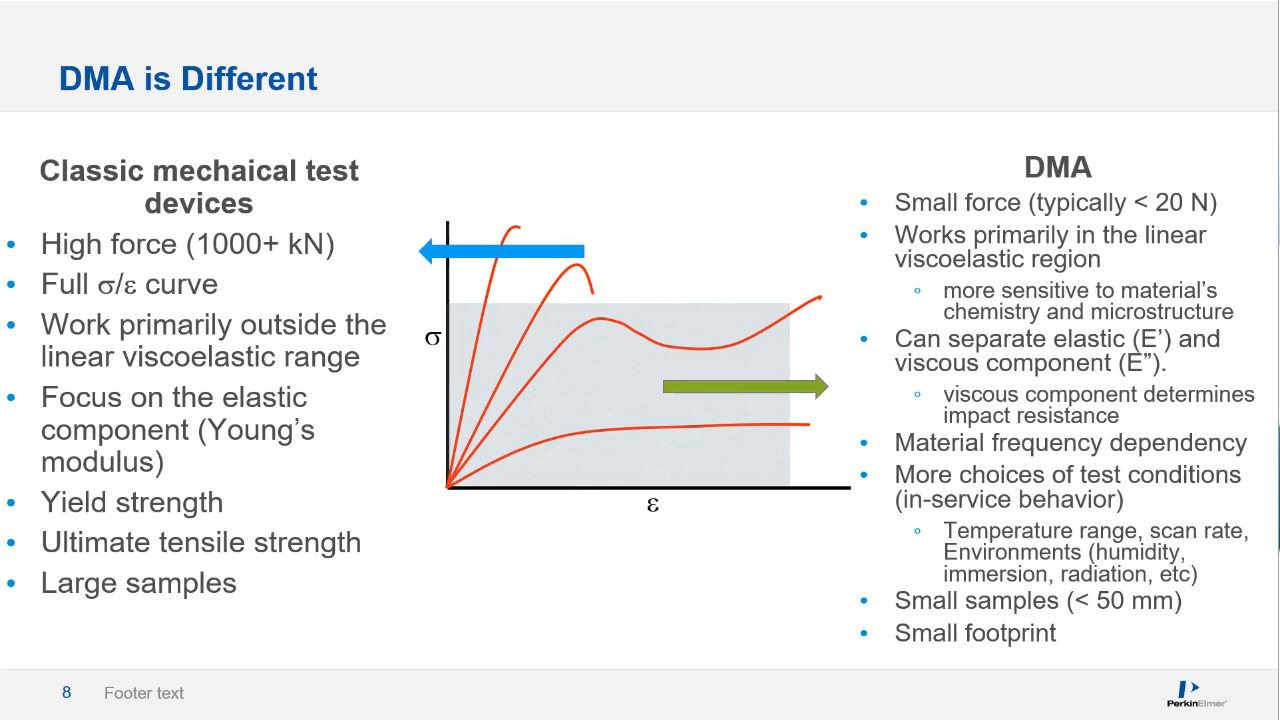 DMA is Different
Classic mechaical test
devices
• High force (1000+ kN)
• Full σ/ε curve
• Work primarily outside the
linear viscoelastic range
• Focus on the elastic
component (Young’s
modulus)
• Yield strength
• Ultimate tensile strength
• Large samples
σ
ε
DMA
• Small force (typically < 20 N)
• Works primarily in the linear
viscoelastic region
◦ more sensitive to material’s
chemistry and microstructure
• Can separate elastic (E’) and
viscous component (E”).
◦ viscous component determines
impact resistance
• Material frequency dependency
• More choices of test conditions
(in-service behavior)
◦ Temperature range, scan rate,
Environments (humidity,
immersion, radiation, etc)
• Small samples (< 50 mm)
• Small footprint
8 Footer text
PerkinElmer